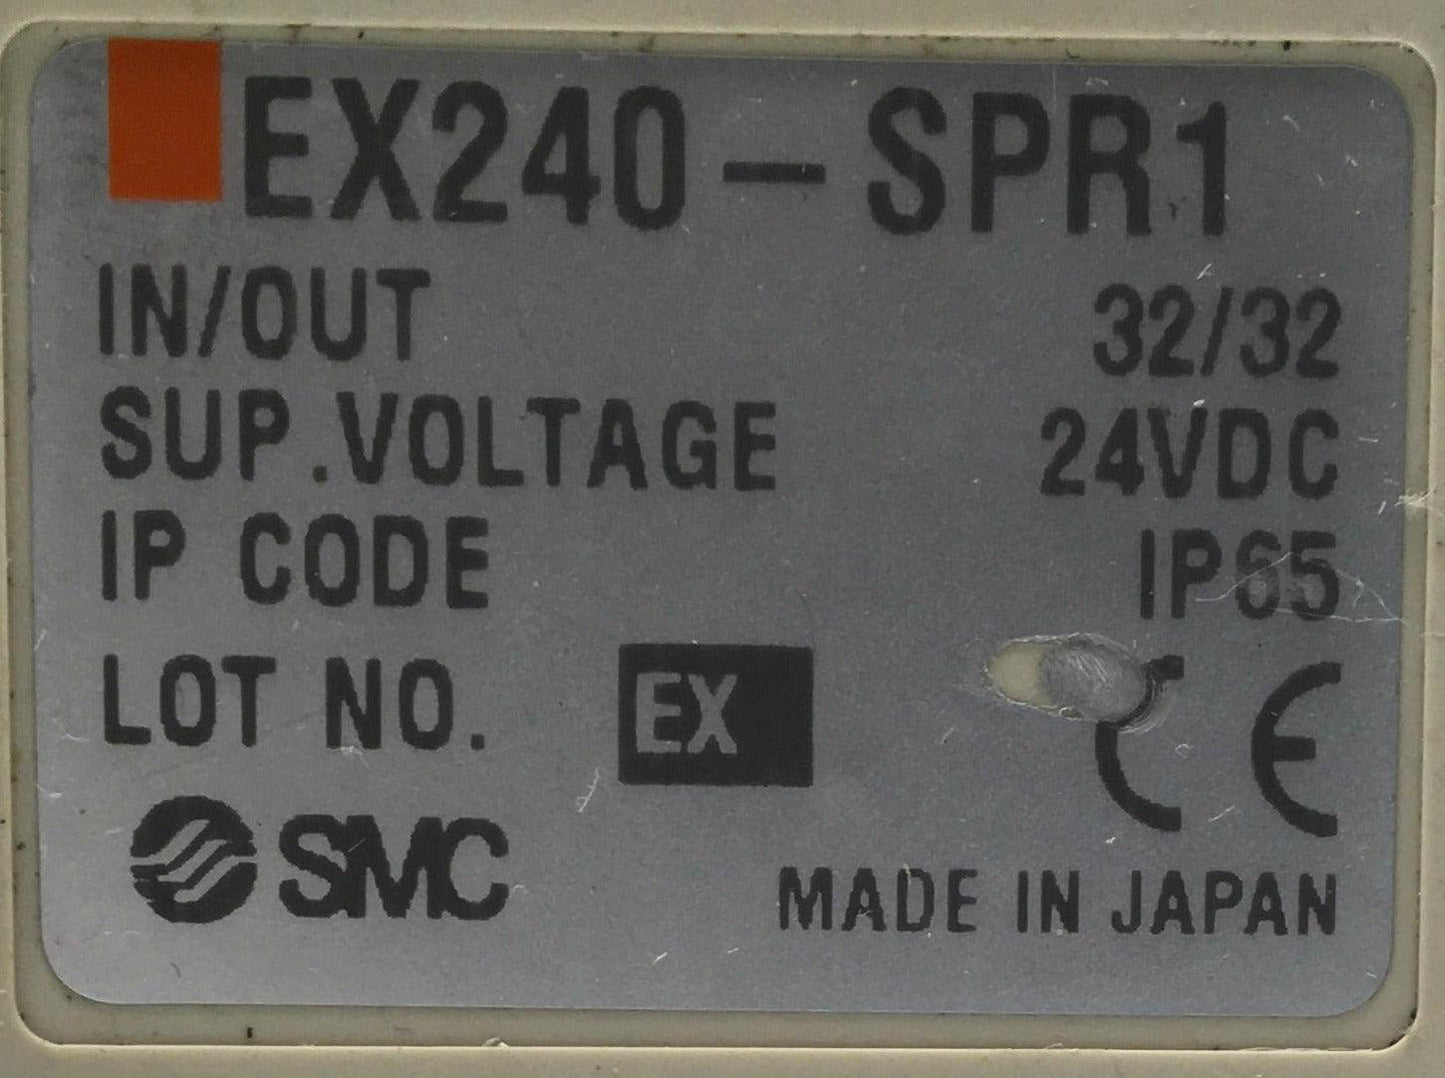 EX240-SPR1
IN/OUT 32/32
SUP.VOLTAGE 24VDC
IP CODE IP65
LOT NO. EX
CE
SMC
MADE IN JAPAN